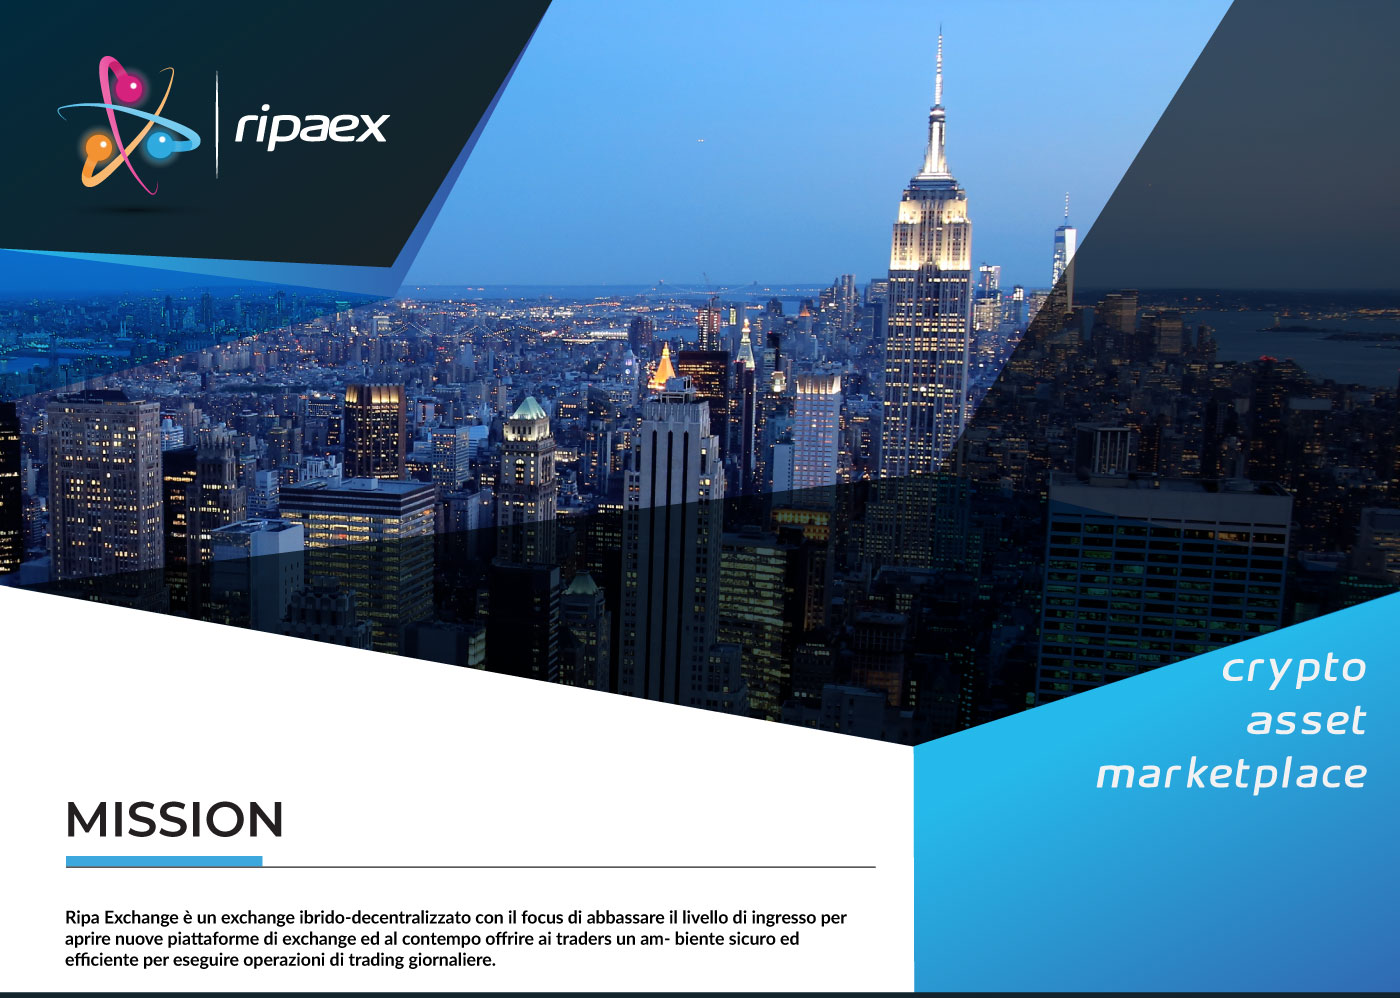 ripaex
crypto
asset
marketplace
MISSION
Ripa Exchange è un exchange ibrido-decentralizzato con il focus di abbassare il livello di ingresso per
aprire nuove piattaforme di exchange ed al contempo offrire ai traders un am- biente sicuro ed
efficiente per eseguire operazioni di trading giornaliere.